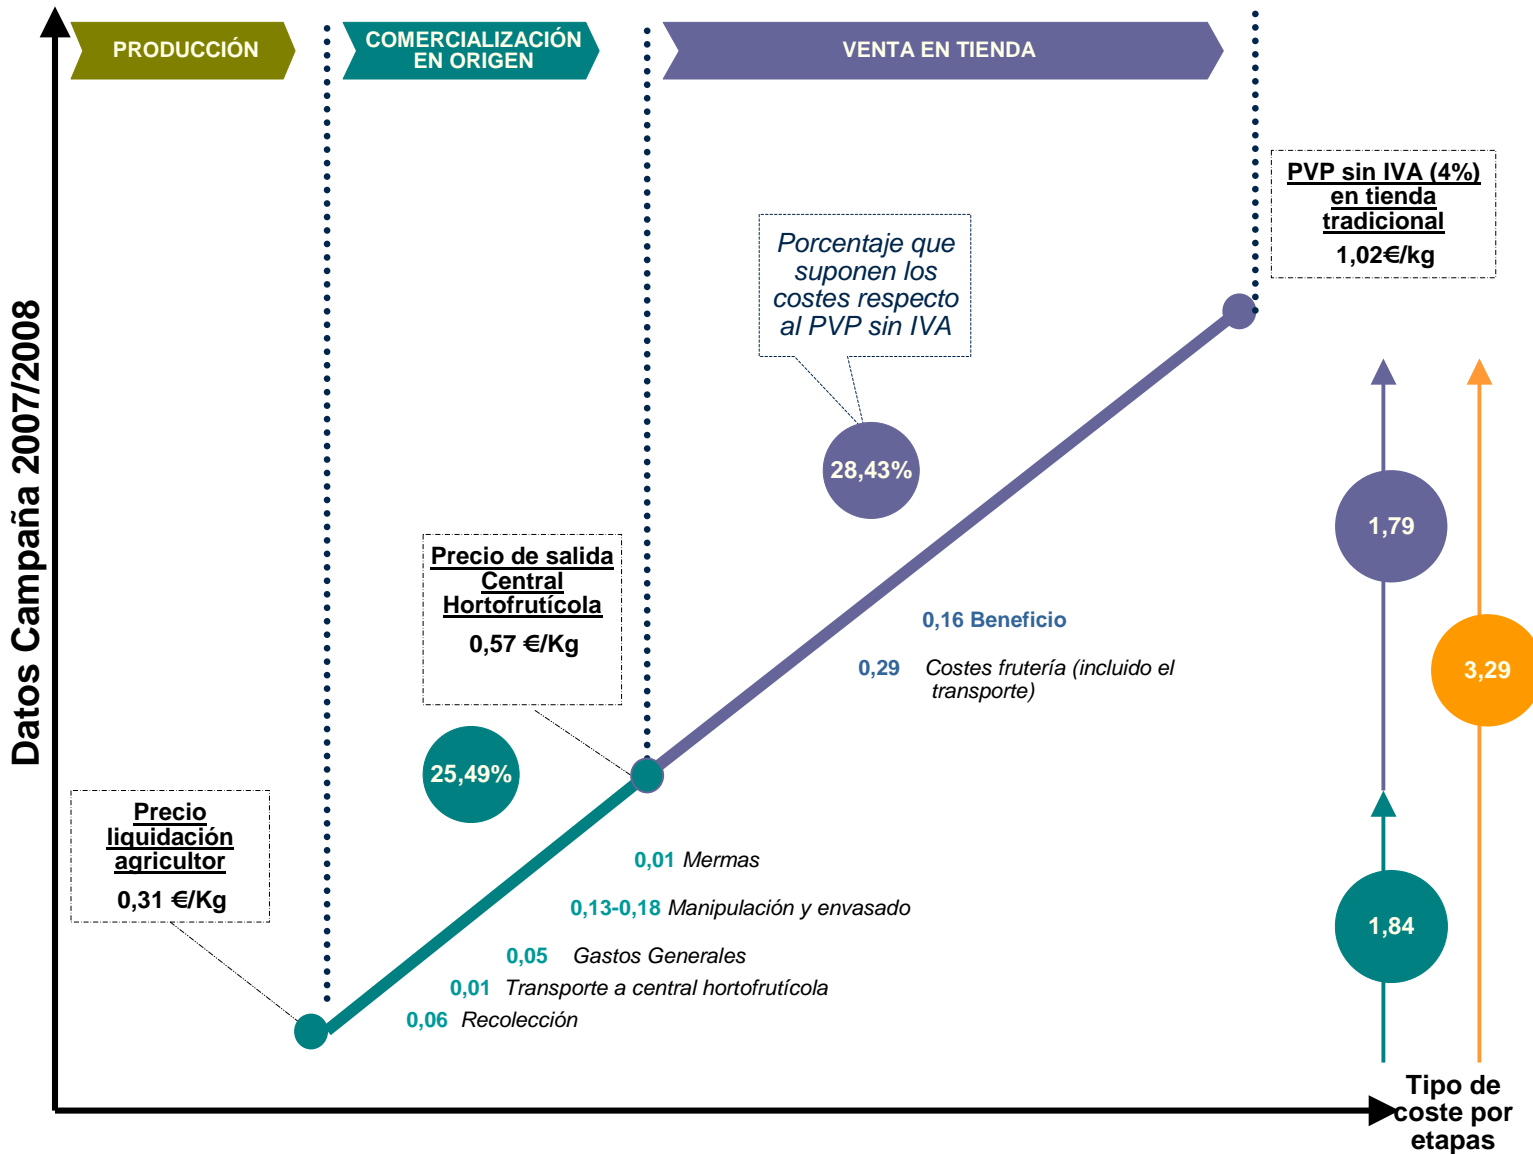 PRODUCCIÓN
COMERCIALIZACIÓN
EN ORIGEN
VENTA EN TIENDA
PVP sin IVA (4%)
en tienda
tradicional
1,02€/kg
Porcentaje que
suponen los
costes respecto
al PVP sin IVA
28,43%
Datos Campaña 2007/2008
Precio de salida
Central
Hortofrutícola
0,57 €/Kg
1,79
0,16 Beneficio
0,29 Costes frutería (incluido el
transporte)
3,29
25,49%
Precio
liquidación
agricultor
0,31 €/Kg
0,01 Mermas
0,13-0,18 Manipulación y envasado
0,05 Gastos Generales
0,01 Transporte a central hortofrutícola
0,06 Recolección
1,84
Tipo de
coste por
etapas